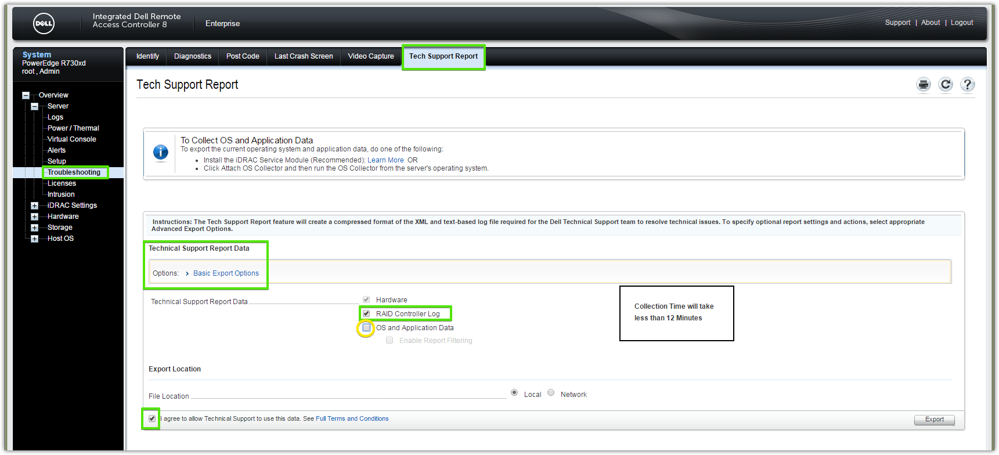 DELL
Integrated Dell Remote
Access Controller 8
Enterprise
Support | About | Logout
System
PowerEdge R730xd
root , Admin
Overview
Server
Logs
Power / Thermal
Virtual Console
Alerts
Setup
Troubleshooting
Licenses
Intrusion
iDRAC Settings
Hardware
Storage
Host OS
Identify
Diagnostics
Post Code
Last Crash Screen
Video Capture
Tech Support Report
Tech Support Report
To Collect OS and Application Data
To export the current operating system and application data, do one of the following:
• Install the iDRAC Service Module (Recommended): Learn More OR
• Click Attach OS Collector and then run the OS Collector from the server's operating system.
Instructions: The Tech Support Report feature will create a compressed format of the XML and text-based log file required for the Dell Technical Support team to resolve technical issues. To specify optional report settings and actions, select appropriate
Advanced Export Options.
Technical Support Report Data
Options: Basic Export Options
Technical Support Report Data
Hardware
RAID Controller Log
OS and Application Data
Enable Report Filtering
Collection Time will take
less than 12 Minutes
Export Location
File Location
Local
Network
I agree to allow Technical Support to use this data. See Full Terms and Conditions
Export